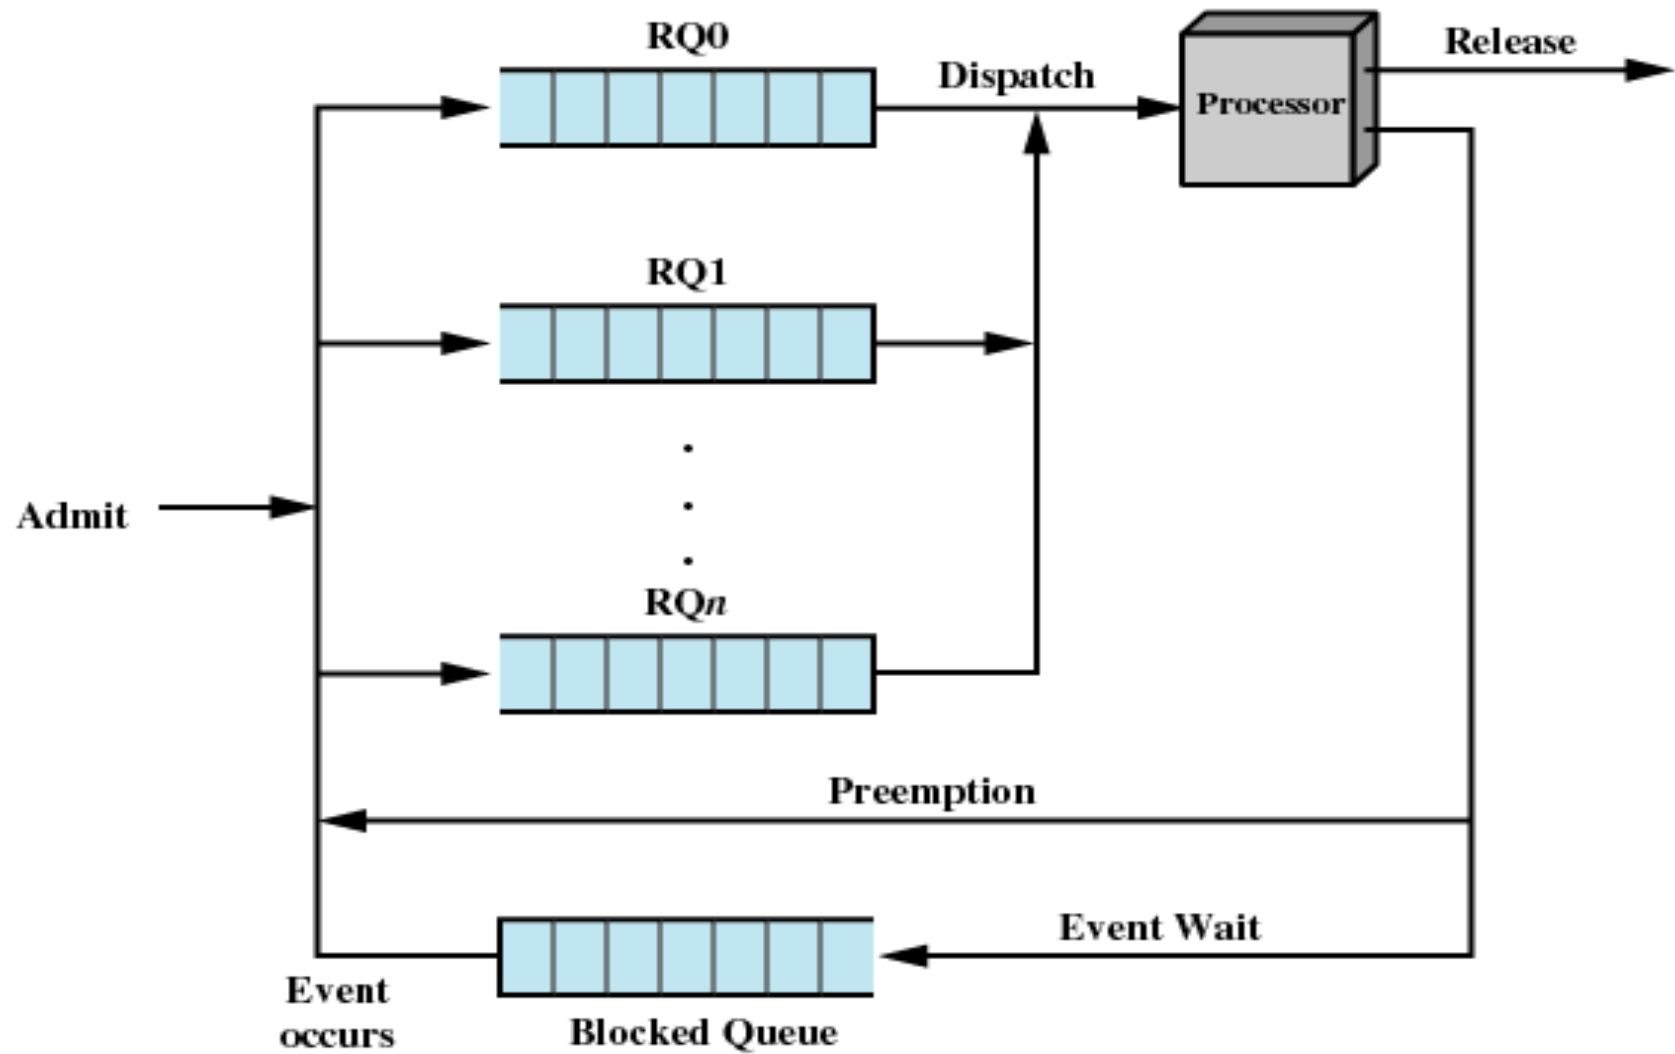 RQ0
Release
Dispatch
Processor
RQ1
Admit
RQn
Preemption
Event Wait
Event
occurs
Blocked Queue